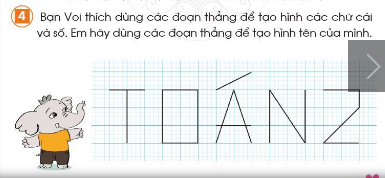 4 Bạn Voi thích dùng các đoạn thẳng để tạo hình các chữ cái
và số. Em hãy dùng các đoạn thẳng để tạo hình tên của mình.
TOÁN2